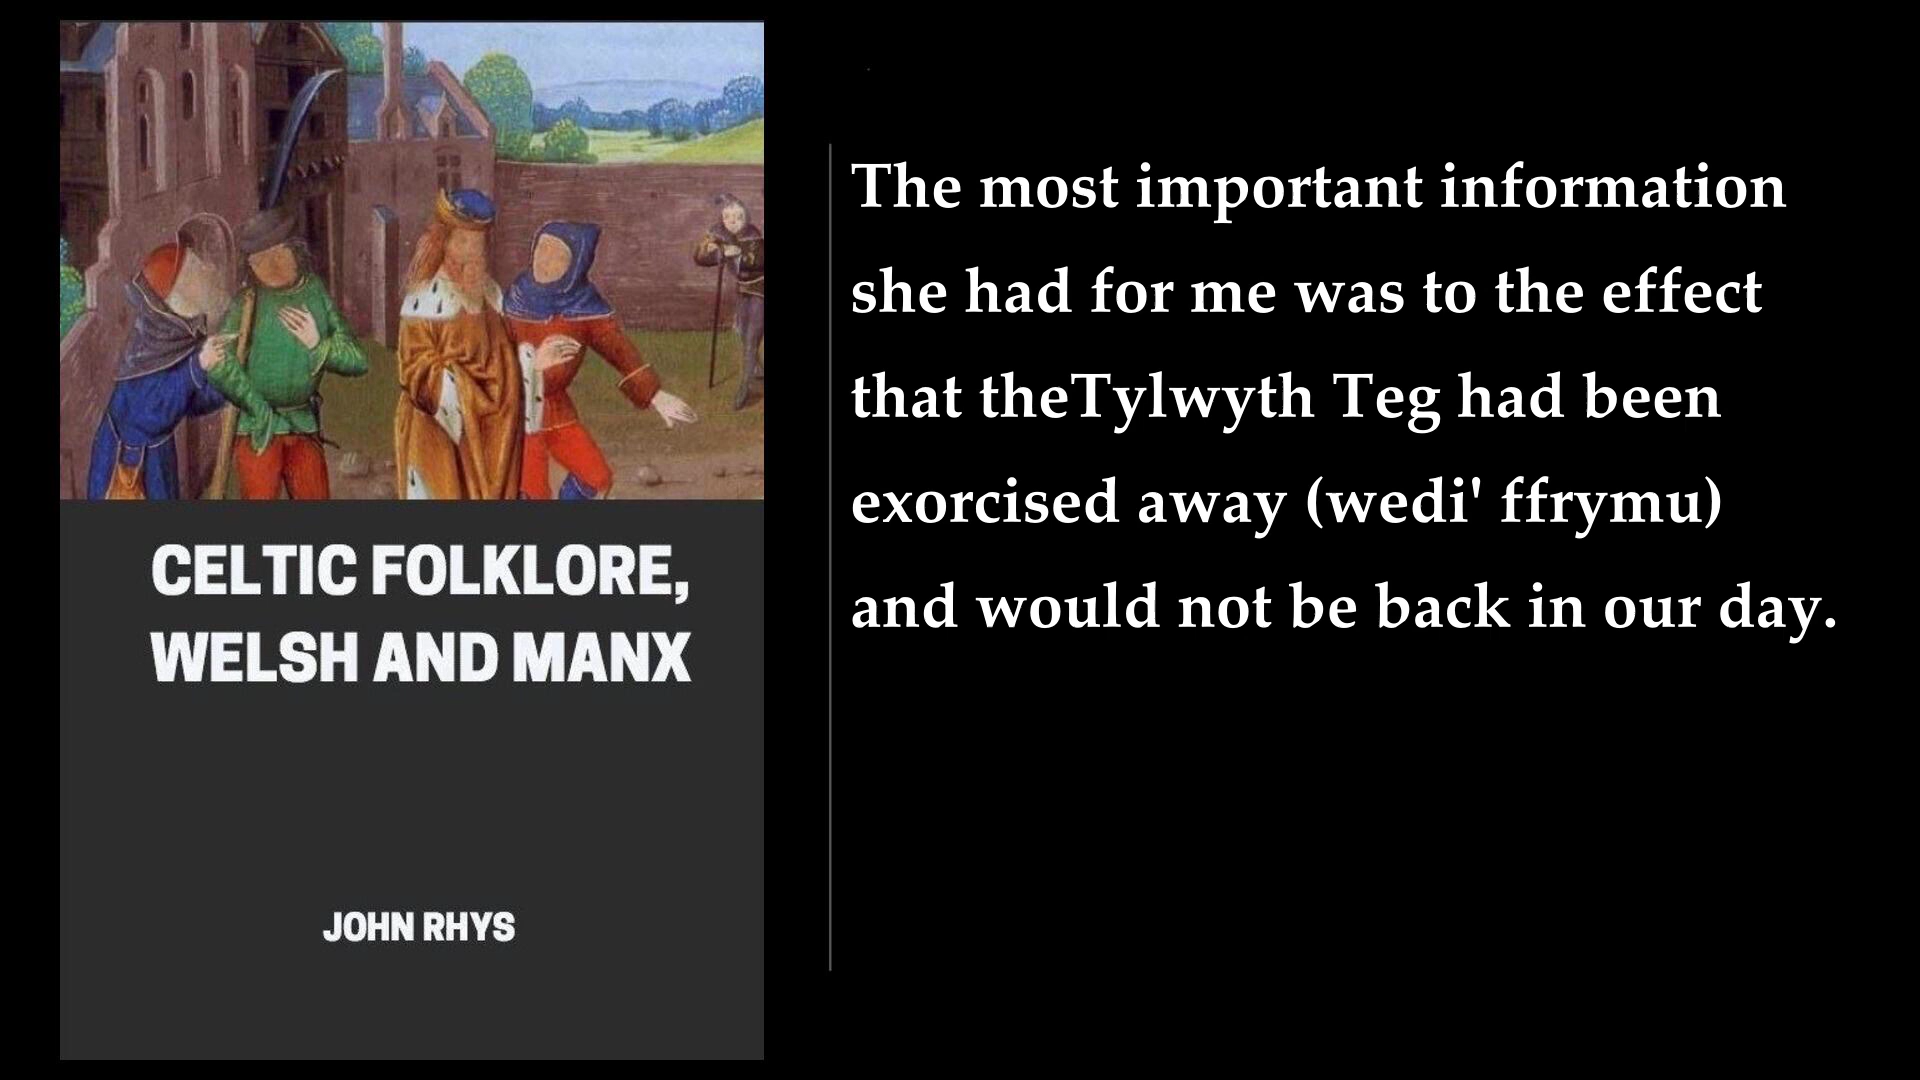 CELTIC FOLKLORE,
WELSH AND MANX
JOHN RHYS
The most important information
she had for me was to the effect
that theTylwyth Teg had been
exorcised away (wedi' ffrymu)
and would not be back in our day.